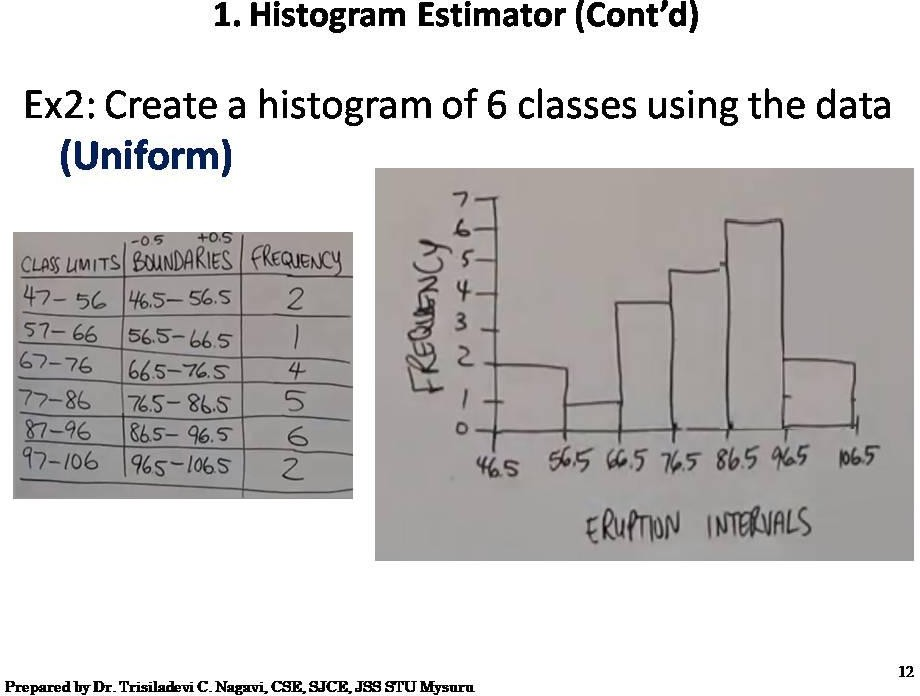 1. Histogram Estimator (Cont’d)
Ex2: Create a histogram of 6 classes using the data
(Uniform)
-0.5 +0.5
CLASS LIMITS BOUNDARIES FREQUENCY
47-56 46.5-56.5 2
57-66 56.5-66.5 1
67-76 66.5-76.5 4
77-86 76.5-86.5 5
87-96 86.5-96.5 6
97-106 965-1065 2
FREQUENCY
7
6
5
4
3
2
1
0
46.5 56.5 66.5 76.5 86.5 96.5 106.5
ERUPTION INTERVALS
12
Prepared by Dr. Trisiladevi C. Nagavi, CSE, SJCE, JSS STU Mysuru